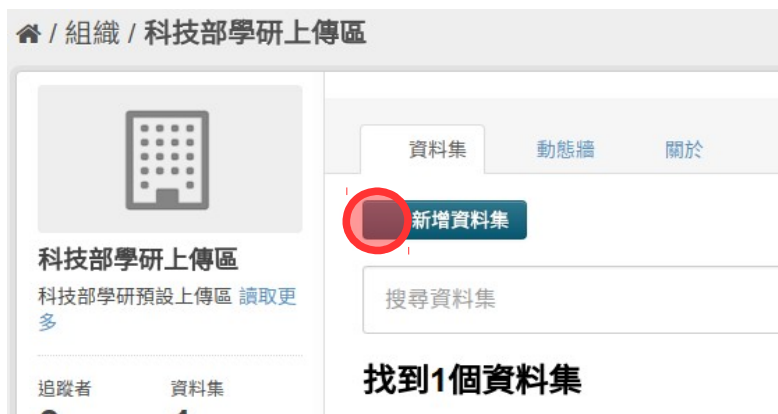 / 組織 / 科技部學研上傳區
資料集 動態牆 關於
新增資料集
科技部學研上傳區
科技部學研預設上傳區 讀取更
多
搜尋資料集
追蹤者 資料集
找到1個資料集